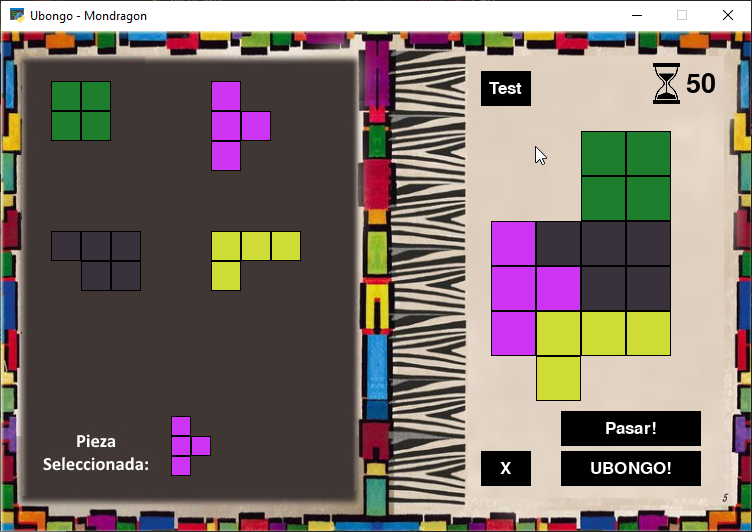 Ubongo - Mondragon
Test
50
Pieza
Seleccionada:
Pasar!
X
UBONGO!
5